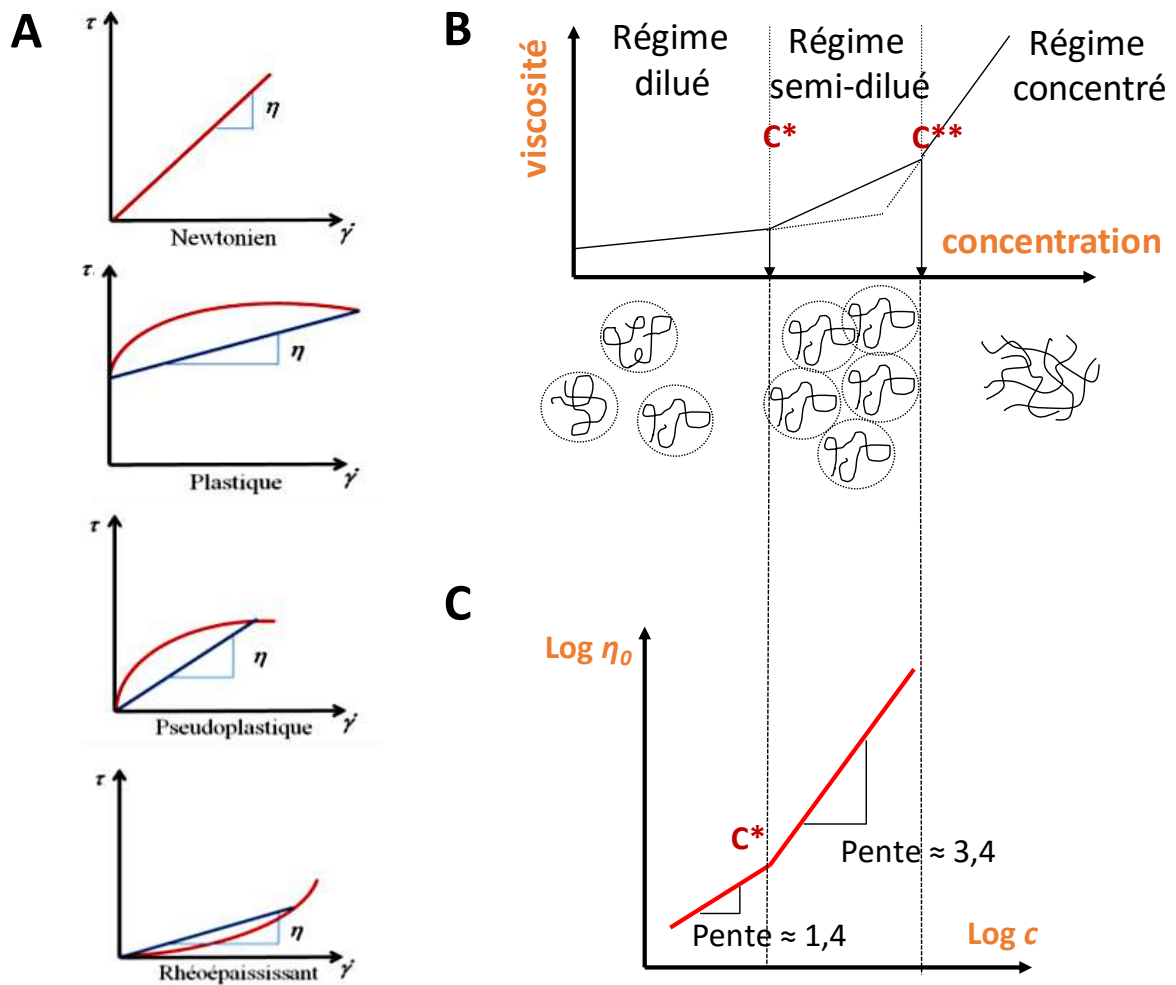 A
τ
η
γ̇
Newtonien
τ.
η
γ̇
Plastique
τ
η
γ̇
Pseudoplastique
τ
η
γ̇
Rhéoépaississant
B
viscosité
Régime
dilué
Régime
semi-dilué
Régime
concentré
C*
C**
concentration
C
Log η0
C*
Pente ≈ 3,4
Pente ≈ 1,4
Log c